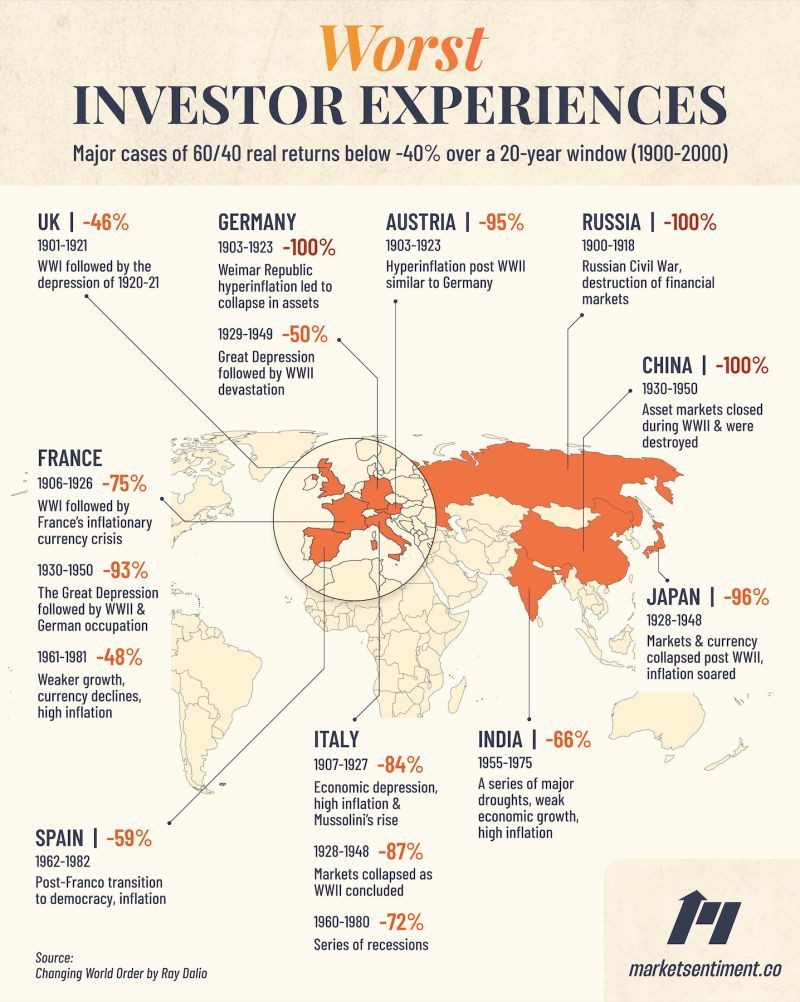 Worst
INVESTOR EXPERIENCES
Major cases of 60/40 real returns below -40% over a 20-year window (1900-2000)
UK | -46%
1901-1921
WWI followed by the
depression of 1920-21
GERMANY
1903-1923 -100%
Weimar Republic
hyperinflation led to
collapse in assets
1929-1949 -50%
Great Depression
followed by WWII
devastation
AUSTRIA | -95%
1903-1923
Hyperinflation post WWII
similar to Germany
RUSSIA | -100%
1900-1918
Russian Civil War,
destruction of financial
markets
CHINA | -100%
1930-1950
Asset markets closed
during WWII & were
destroyed
FRANCE
1906-1926 -75%
WWI followed by
France's inflationary
currency crisis
1930-1950 -93%
The Great Depression
followed by WWII &
German occupation
1961-1981 -48%
Weaker growth,
currency declines,
high inflation
JAPAN | -96%
1928-1948
Markets & currency
collapsed post WWII,
inflation soared
ITALY
1907-1927 -84%
Economic depression,
high inflation &
Mussolini's rise
1928-1948 -87%
Markets collapsed as
WWII concluded
1960-1980 -72%
Series of recessions
INDIA | -66%
1955-1975
A series of major
droughts, weak
economic growth,
high inflation
SPAIN | -59%
1962-1982
Post-Franco transition
to democracy, inflation
Source:
Changing World Order by Ray Dalio
marketsentiment.co